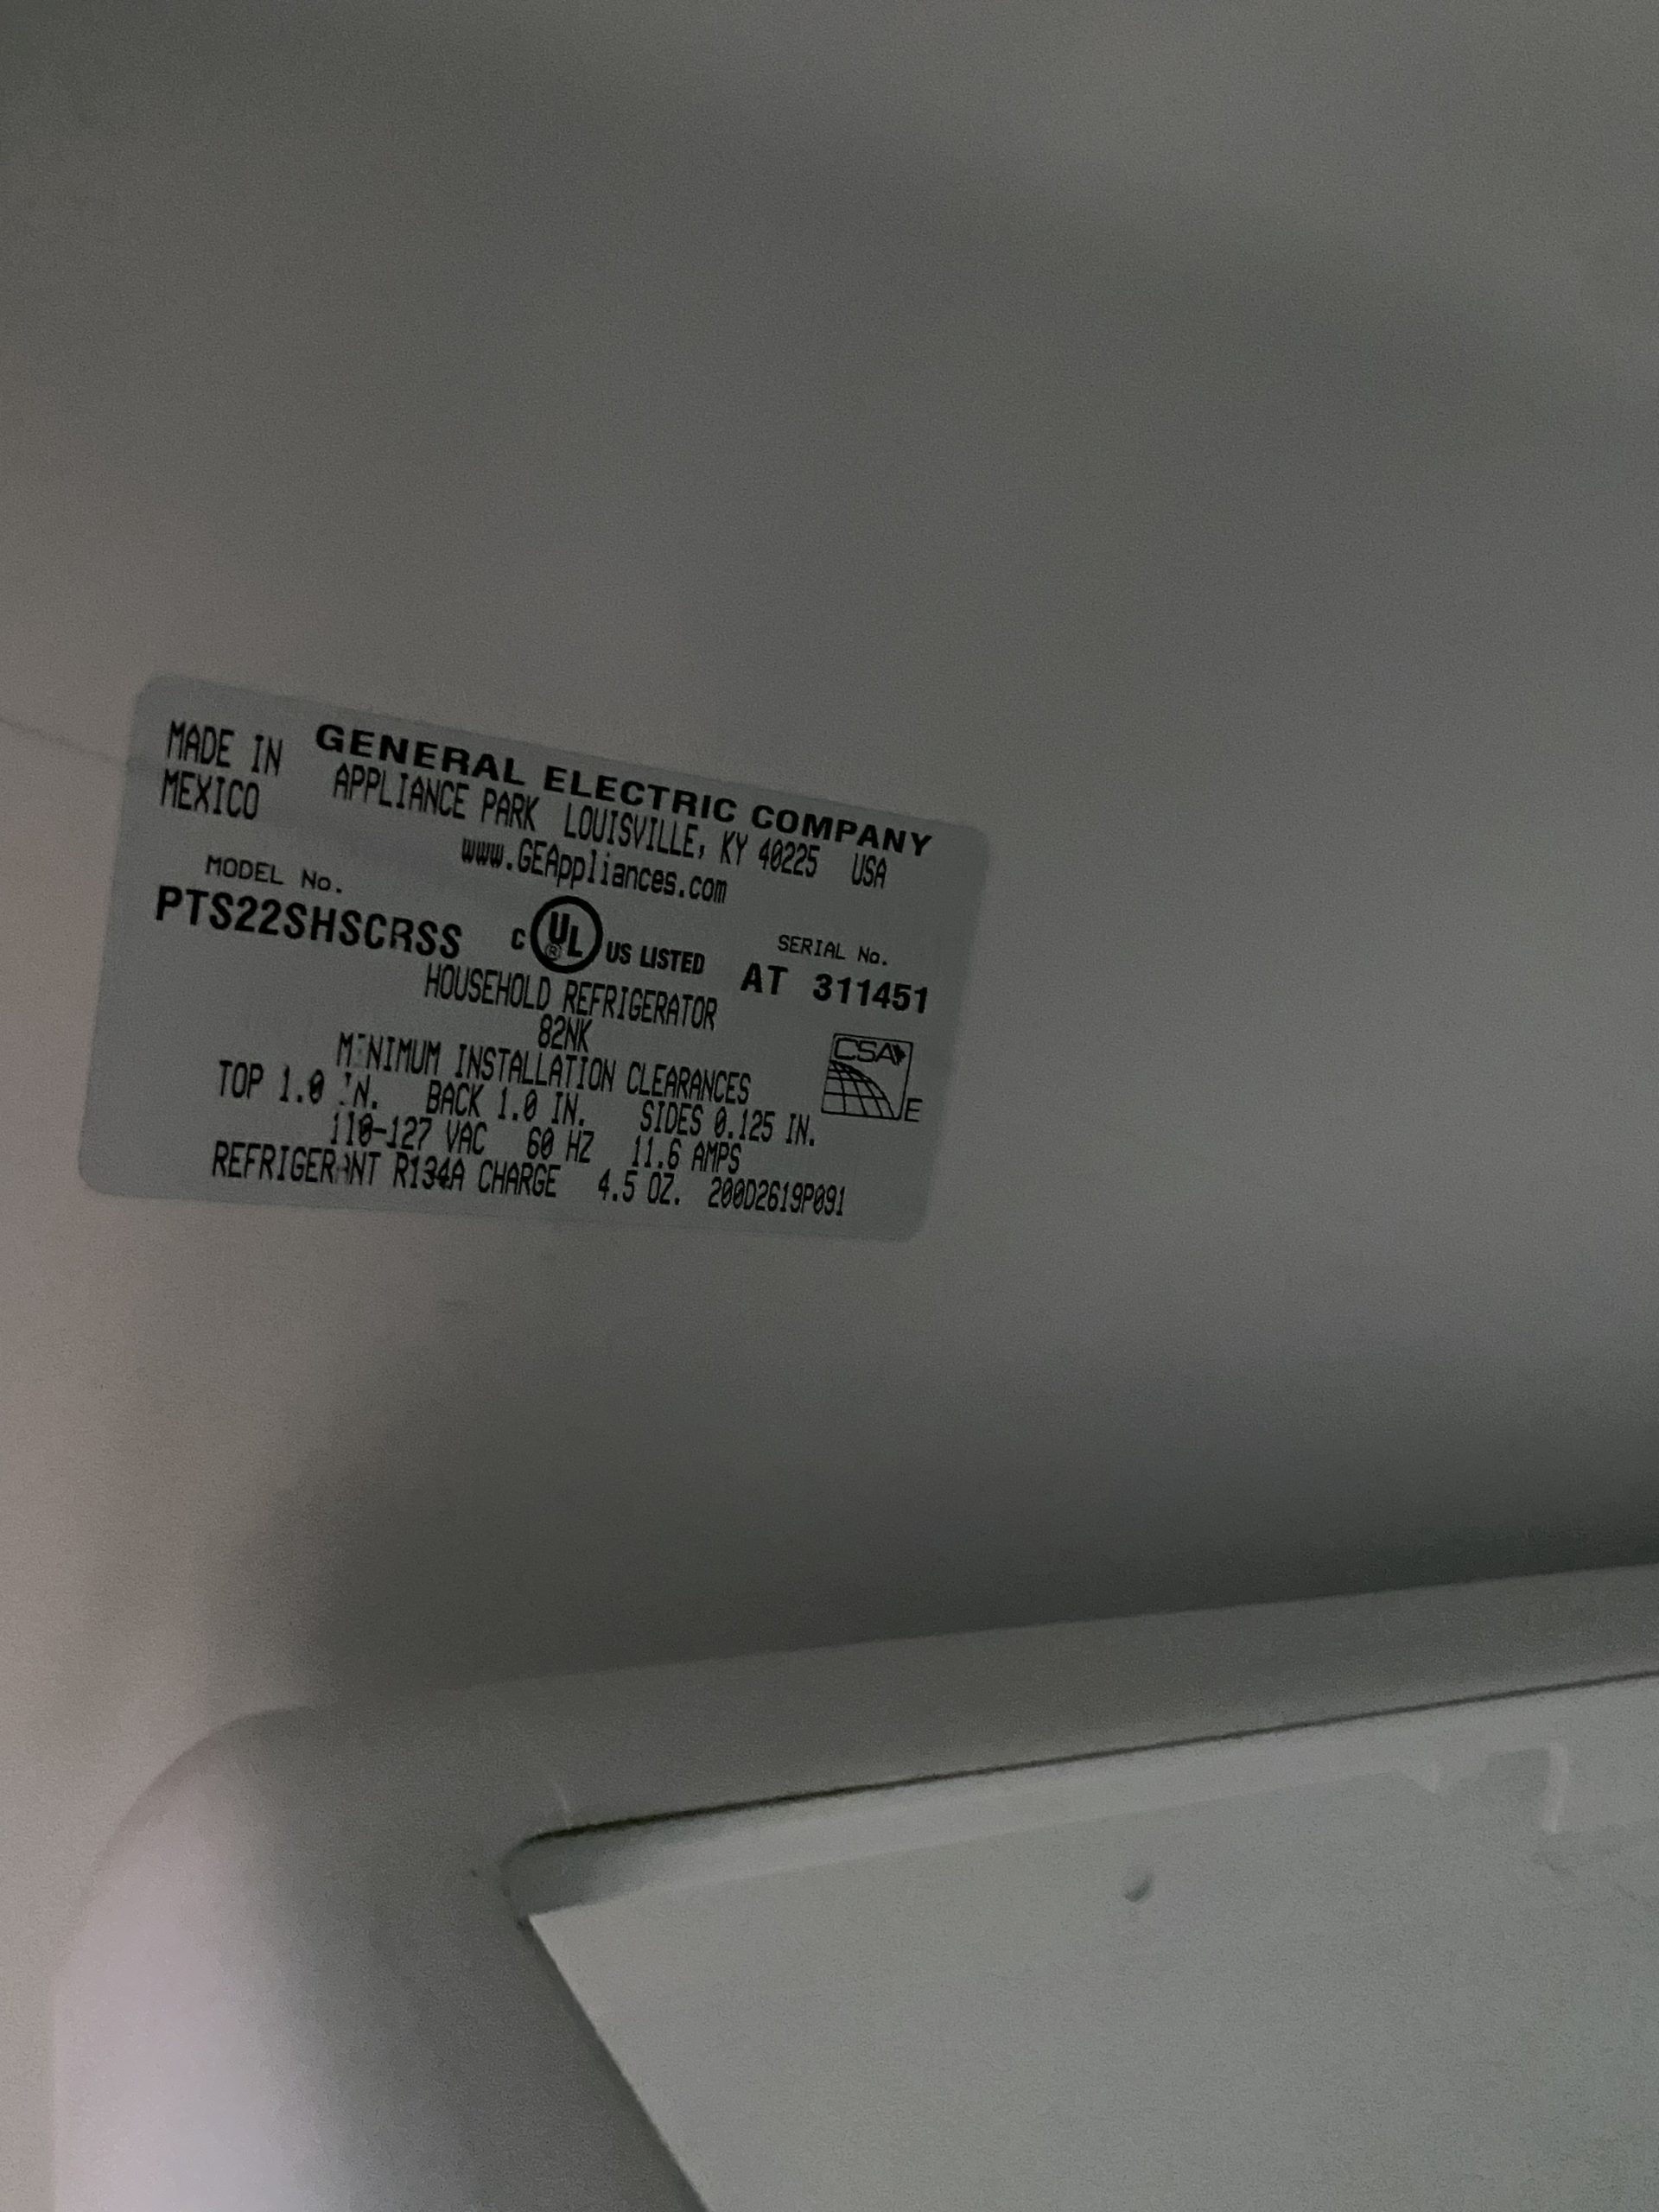 MADE IN GENERAL ELECTRIC COMPANY
MEXICO APPLIANCE PARK LOUISVILLE, KY 40225 USA
www.GEAppliances.com
MODEL No. SERIAL No.
PTS22SHSCRSS C UL ® US LISTED AT 311451
HOUSEHOLD REFRIGERATOR
82NK
MINIMUM INSTALLATION CLEARANCES
TOP 1.0 IN. BACK 1.0 IN. SIDES 0.125 IN.
110-127 VAC 60 HZ 11.6 AMPS
REFRIGERANT R134A CHARGE 4.5 OZ. 200D2619P091
CSA
E